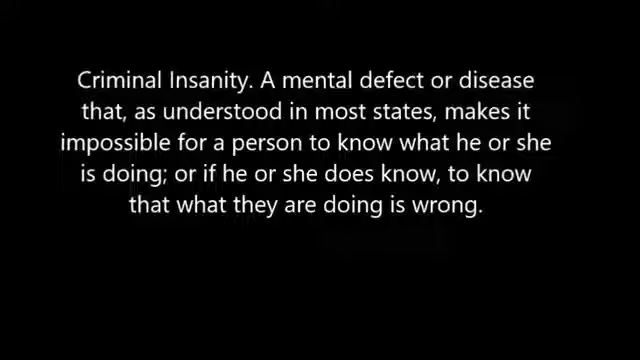 Criminal Insanity. A mental defect or disease
that, as understood in most states, makes it
impossible for a person to know what he or she
is doing; or if he or she does know, to know
that what they are doing is wrong.